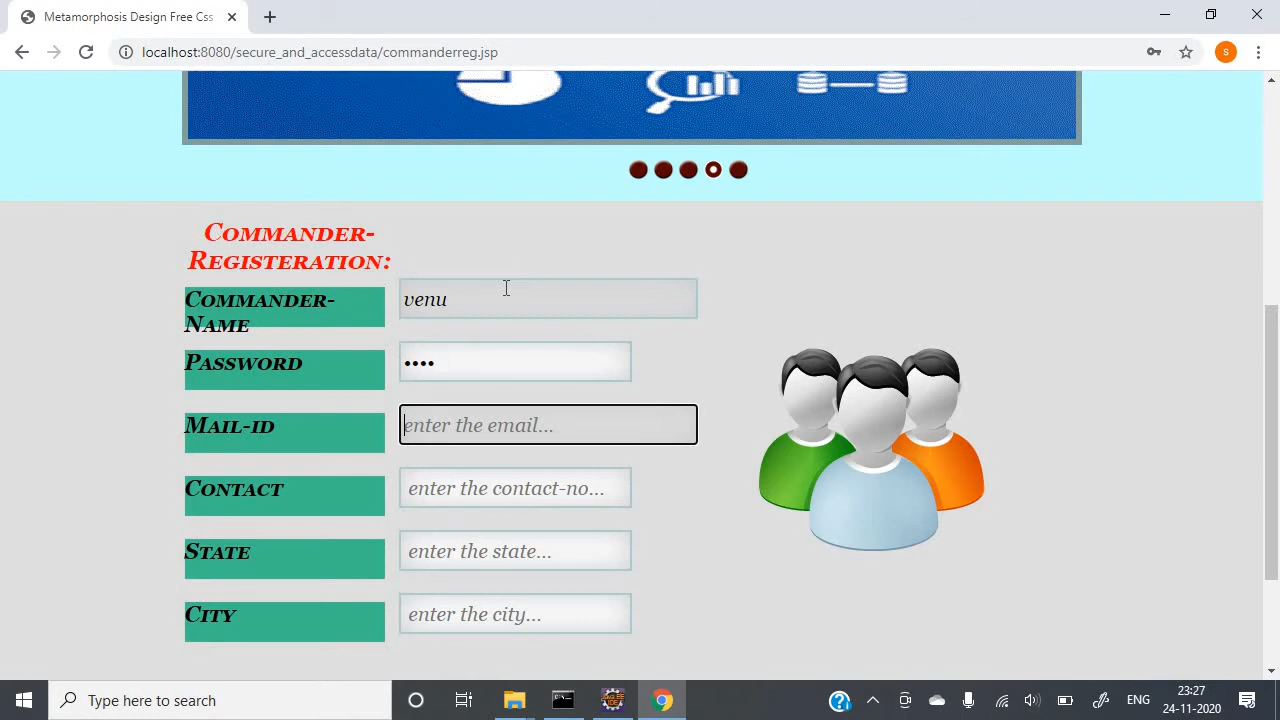 Metamorphosis Design Free Css
localhost:8080/secure_and_accessdata/commanderreg.jsp
S
Commander-
Registeration:
Commander-
Name
venu
Password
••••
Mail-id
enter the email...
Contact
enter the contact-no...
State
enter the state...
City
enter the city...
Type here to search
ENG
23:27
24-11-2020